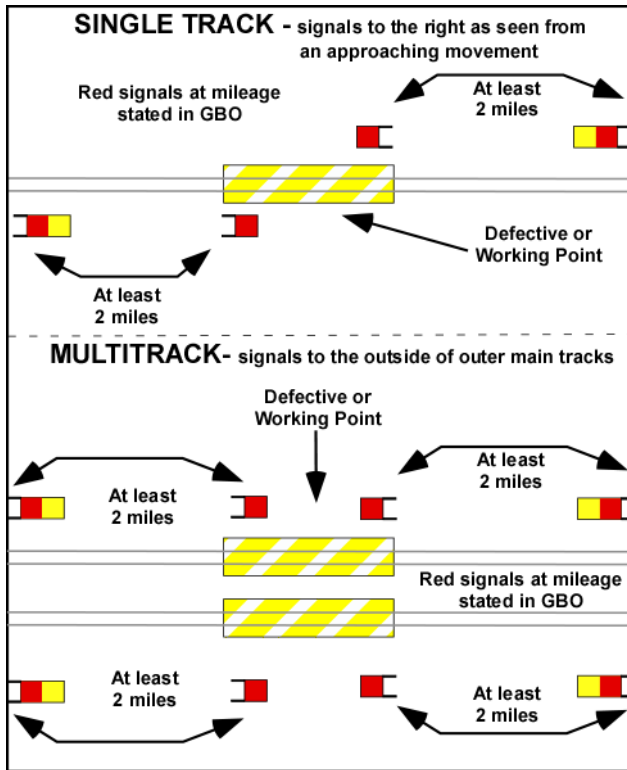 SINGLE TRACK - signals to the right as seen from
an approaching movement
Red signals at mileage
stated in GBO
At least
2 miles
Defective or
Working Point
At least
2 miles
MULTITRACK- signals to the outside of outer main tracks
Defective or
Working Point
At least
2 miles
At least
2 miles
Red signals at mileage
stated in GBO
At least
2 miles
At least
2 miles